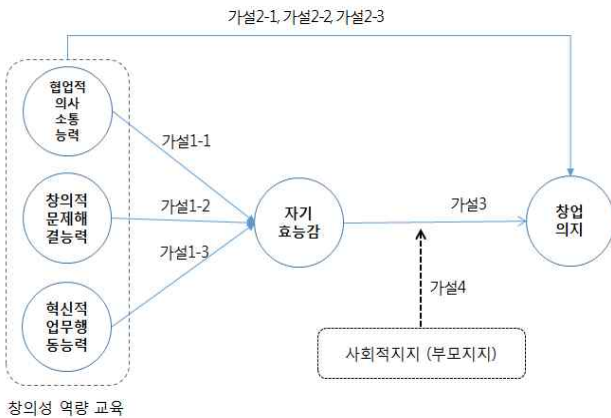 가설2-1, 가설2-2, 가설2-3
협업적
의사
소통
능력
가설1-1
창의적
문제해
결능력
가설1-2
자기
효능감
가설3
창업
의지
가설1-3
혁신적
업무행
동능력
가설4
사회적지지 (부모지지)
창의성 역량 교육